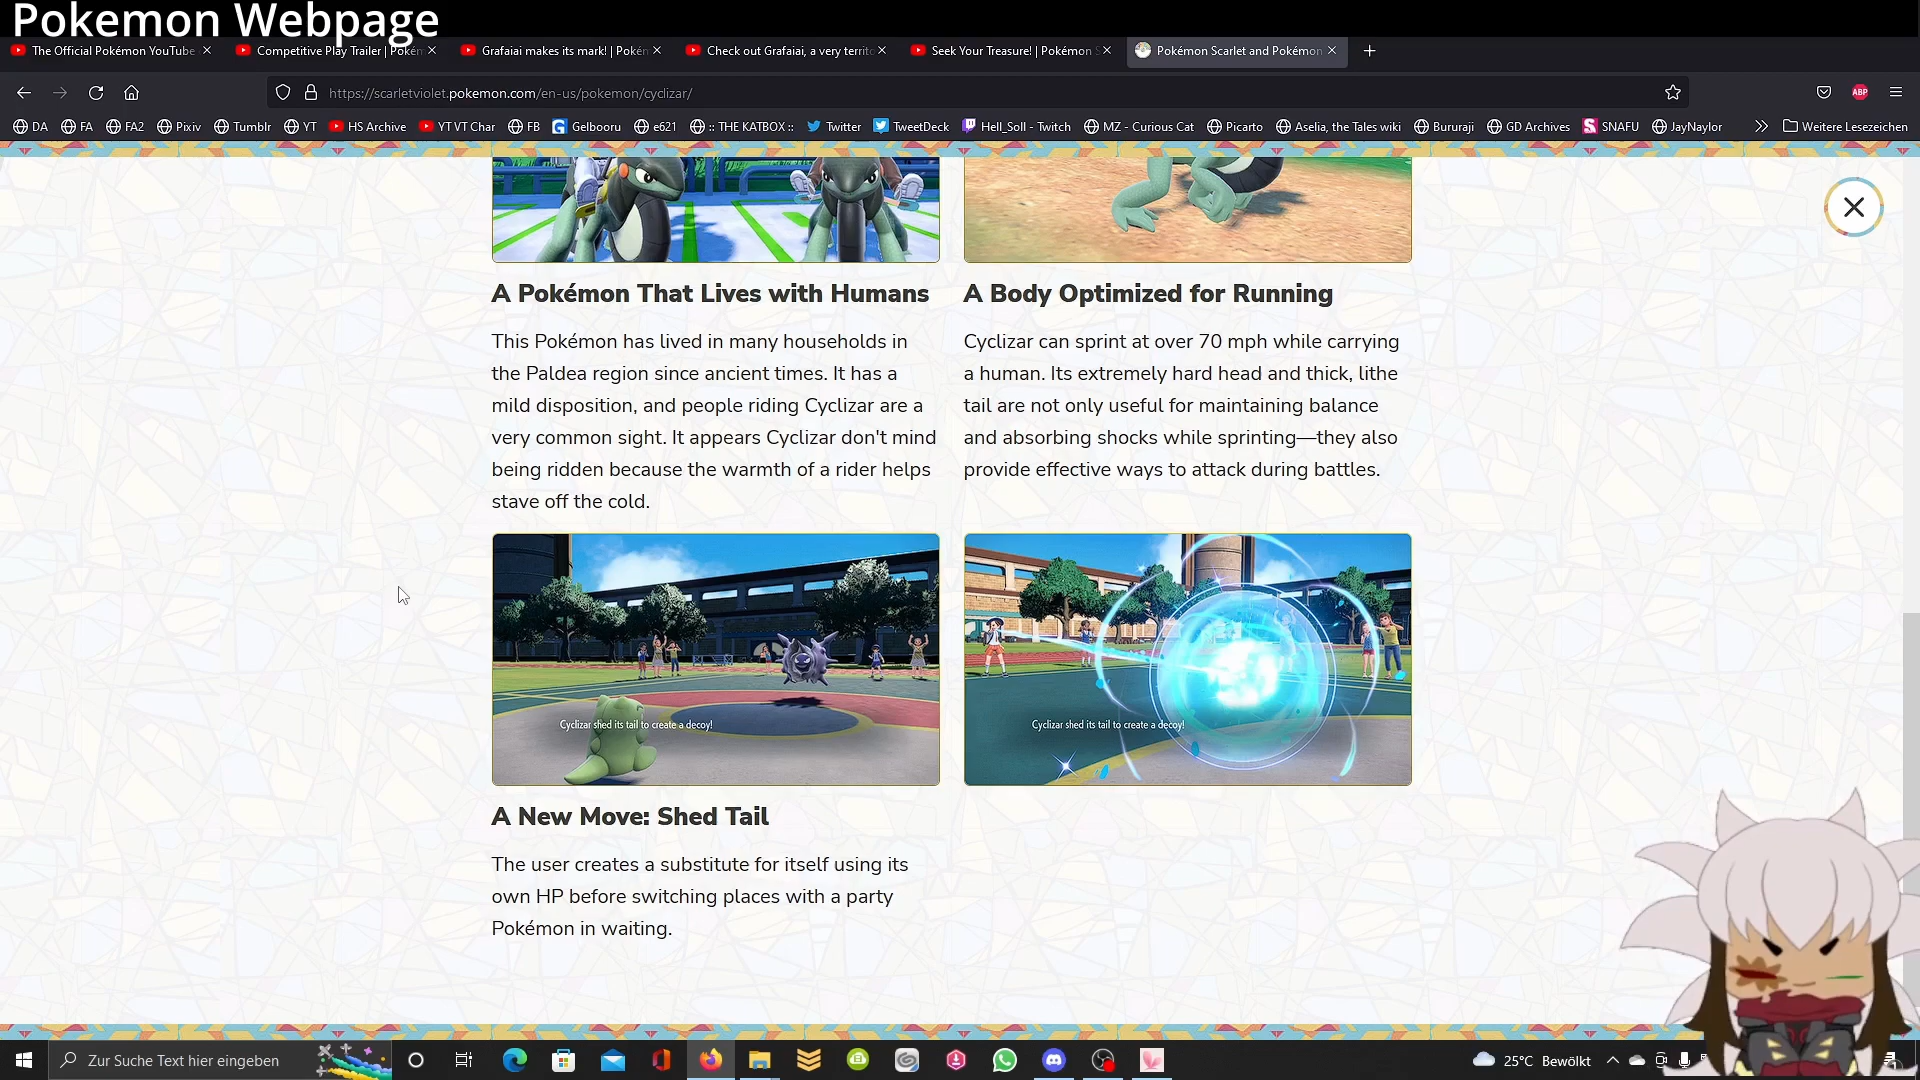 Pokemon Webpage
The Official Pokémon YouTube
Competitive Play Trailer | Pokén
Grafaiai makes its mark! | Pokén
Check out Grafaiai, a very territo
Seek Your Treasure! | Pokémon S
Pokémon Scarlet and Pokémon
https://scarletviolet.pokemon.com/en-us/pokemon/cyclizar/
ABP
DA FA FA2 Pixiv Tumblr YT HS Archive YT VT Char FB Gelbooru e621 :: THE KATBOX :: Twitter TweetDeck Hell_Soll - Twitch MZ - Curious Cat Picarto Aselia, the Tales wiki Bururaji GD Archives SNAFU JayNaylor Weitere Lesezeichen
A Pokémon That Lives with Humans
This Pokémon has lived in many households in
the Paldea region since ancient times. It has a
mild disposition, and people riding Cyclizar are a
very common sight. It appears Cyclizar don't mind
being ridden because the warmth of a rider helps
stave off the cold.
A Body Optimized for Running
Cyclizar can sprint at over 70 mph while carrying
a human. Its extremely hard head and thick, lithe
tail are not only useful for maintaining balance
and absorbing shocks while sprinting—they also
provide effective ways to attack during battles.
Cyclizar shed its tail to create a decoy!
Cyclizar shed its tail to create a decoy!
A New Move: Shed Tail
The user creates a substitute for itself using its
own HP before switching places with a party
Pokémon in waiting.
Zur Suche Text hier eingeben
25°C Bewölkt